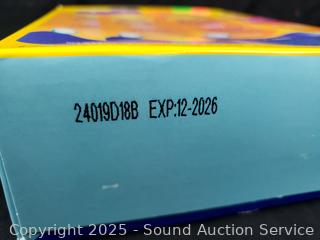 24019D18B EXP:12-2026
Copyright 2025 - Sound Auction Service